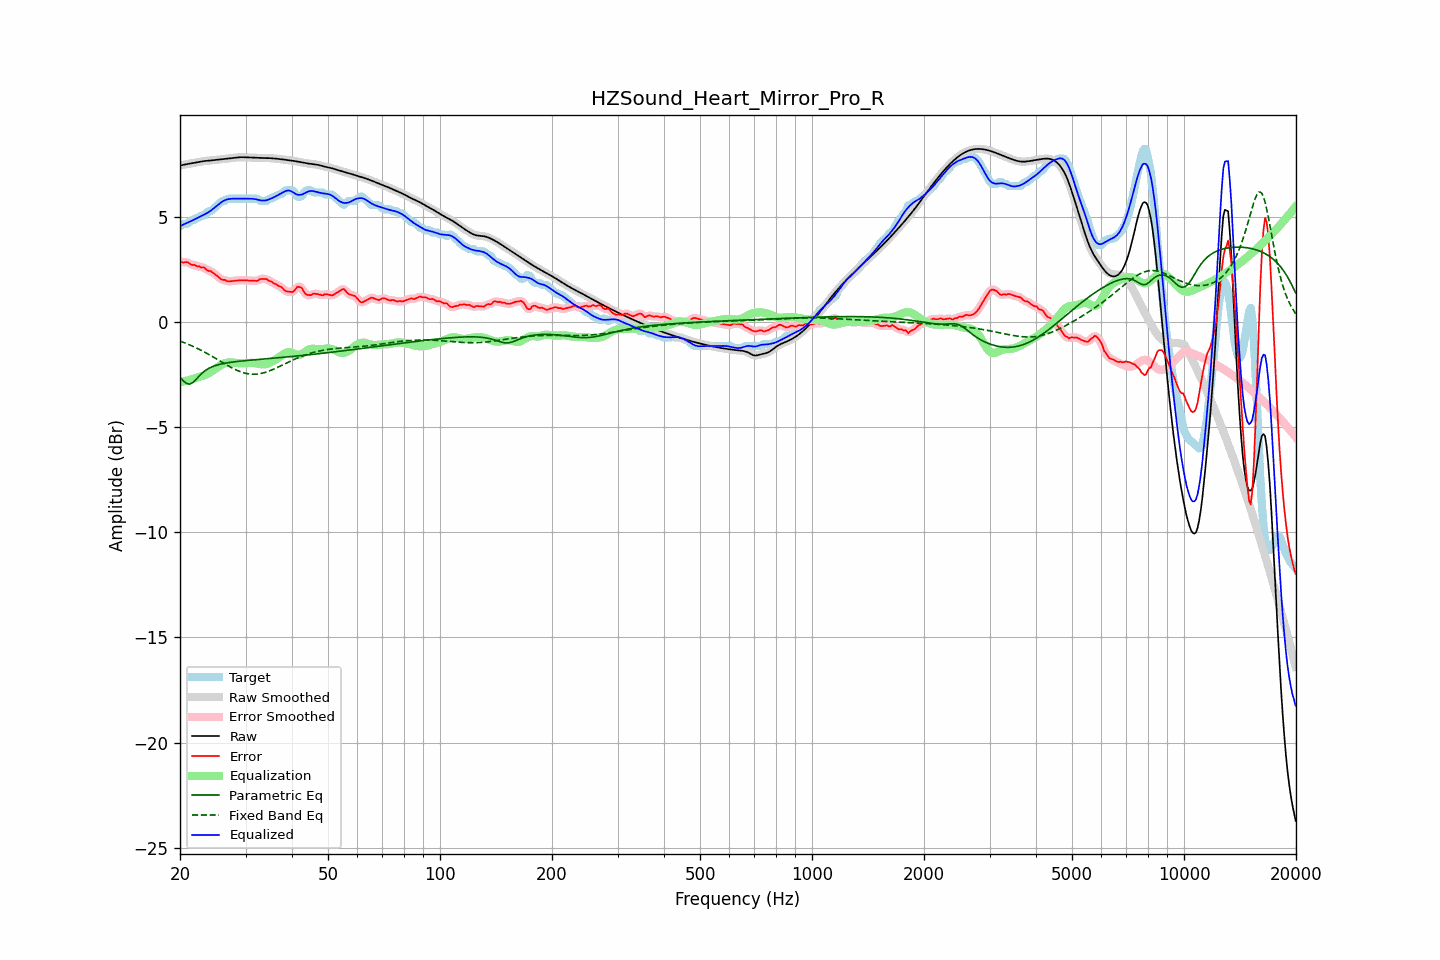 HZSound_Heart_Mirror_Pro_R
Amplitude (dBr)
5
0
−5
−10
−15
−20
−25
Target
Raw Smoothed
Error Smoothed
Raw
Error
Equalization
Parametric Eq
Fixed Band Eq
Equalized
20 50 100 200 500 1000 2000 5000 10000 20000
Frequency (Hz)